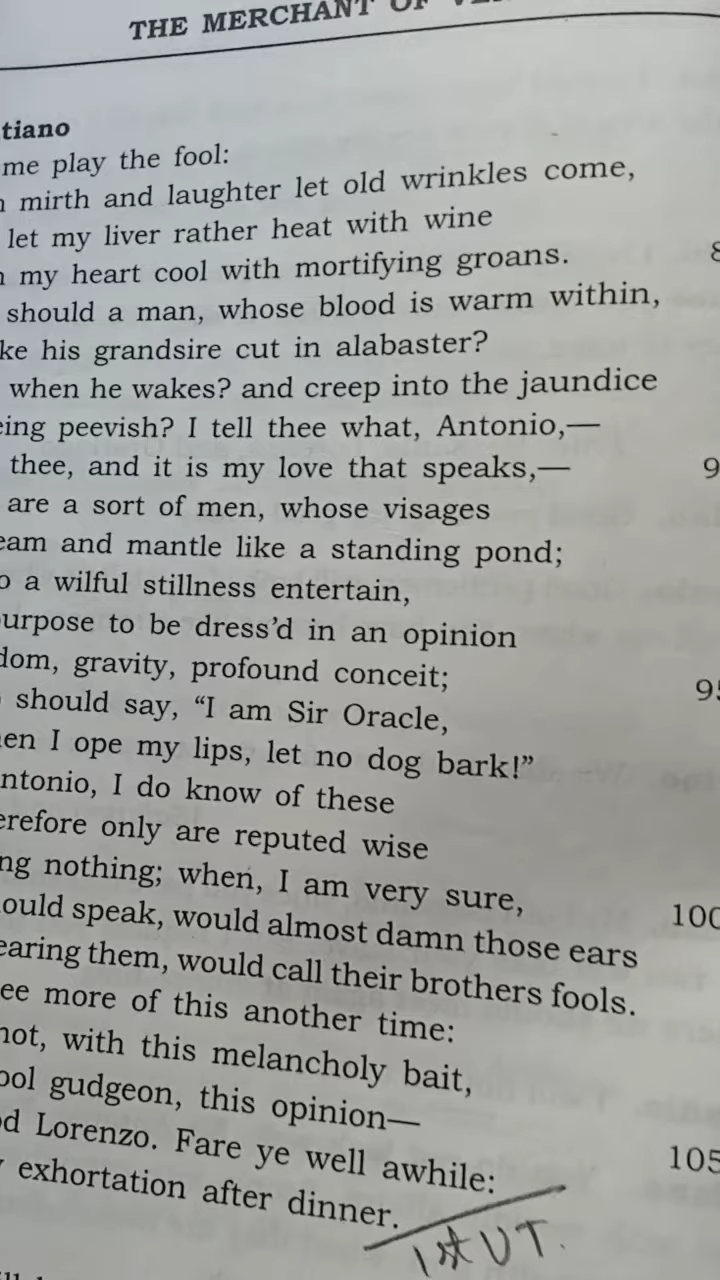 THE MERCHANT OF
tiano
me play the fool:
mirth and laughter let old wrinkles come,
let my liver rather heat with wine
my heart cool with mortifying groans.
should a man, whose blood is warm within,
ke his grandsire cut in alabaster?
when he wakes? and creep into the jaundice
eing peevish? I tell thee what, Antonio,—
thee, and it is my love that speaks,— 9
are a sort of men, whose visages
eam and mantle like a standing pond;
o a wilful stillness entertain,
urpose to be dress'd in an opinion
dom, gravity, profound conceit;
should say, “I am Sir Oracle, 95
en I ope my lips, let no dog bark!”
ntonio, I do know of these
erefore only are reputed wise
ng nothing; when, I am very sure,
ould speak, would almost damn those ears 100
earing them, would call their brothers fools.
ee more of this another time:
not, with this melancholy bait,
ool gudgeon, this opinion—
d Lorenzo. Fare ye well awhile: 105
exhortation after dinner.
1st UT.